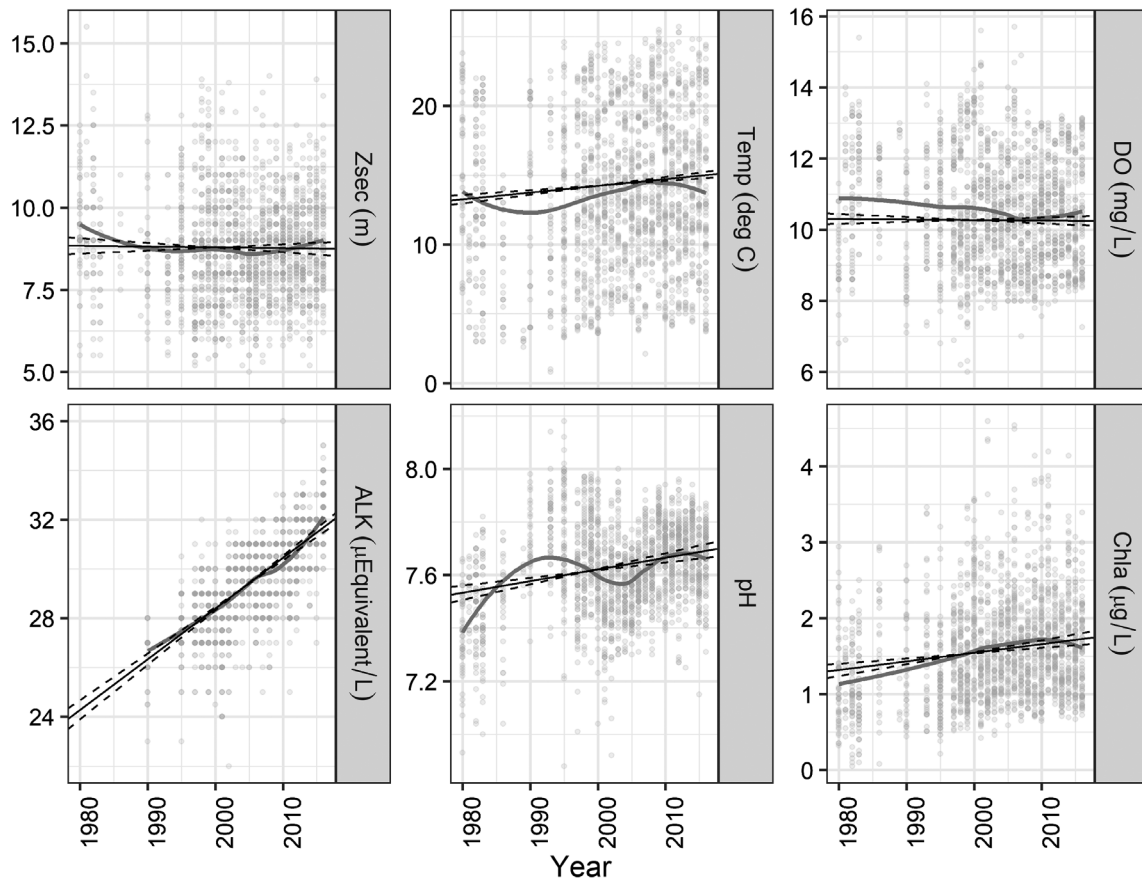 15.0
12.5
10.0
7.5
5.0
Zsec (m)
20
10
0
Temp (deg C)
16
14
12
10
8
6
DO (mg/L)
36
32
28
24
ALK (μEquivalent/L)
8.0
7.6
7.2
pH
4
3
2
1
0
Chla (μg/L)
1980 1990 2000 2010
1980 1990 2000 2010
1980 1990 2000 2010
Year